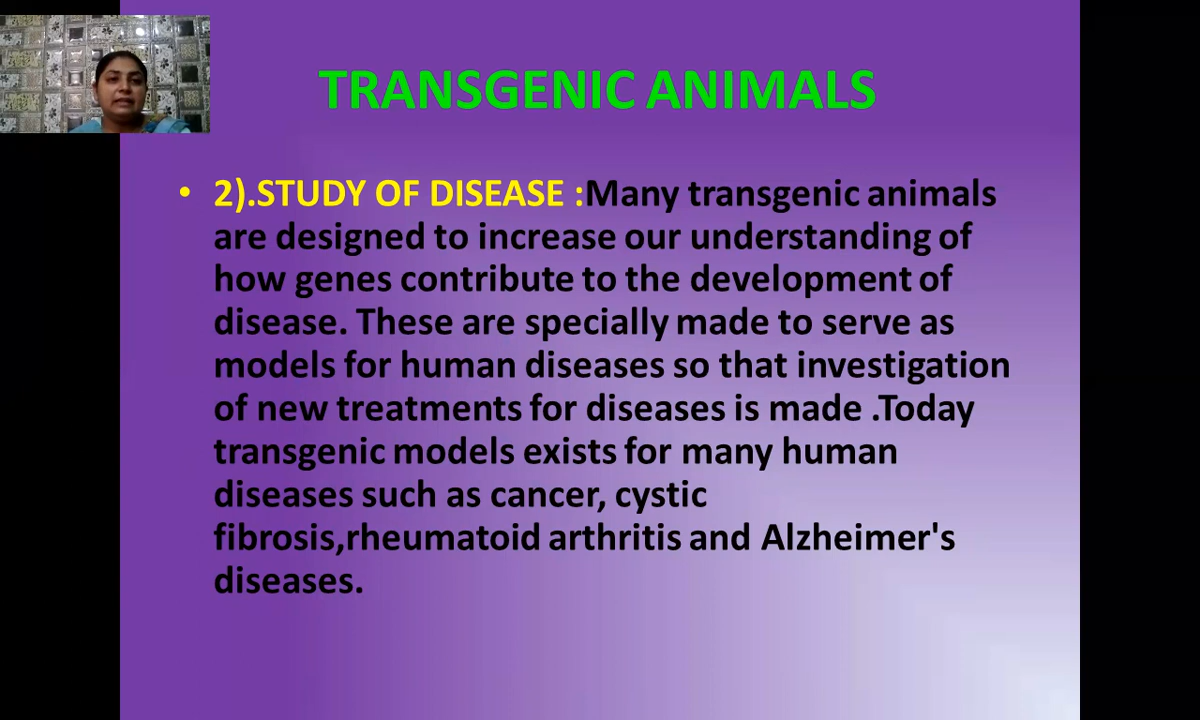 TRANSGENIC ANIMALS
• 2).STUDY OF DISEASE :Many transgenic animals
are designed to increase our understanding of
how genes contribute to the development of
disease. These are specially made to serve as
models for human diseases so that investigation
of new treatments for diseases is made .Today
transgenic models exists for many human
diseases such as cancer, cystic
fibrosis,rheumatoid arthritis and Alzheimer's
diseases.